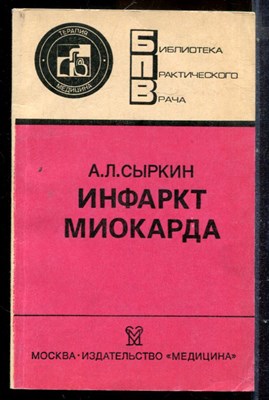 ТЕРАПИЯ
МЕДИЦИНА
БИБЛИОТЕКА
ПРАКТИЧЕСКОГО
ВРАЧА
А.Л.СЫРКИН
ИНФАРКТ
МИОКАРДА
МОСКВА·ИЗДАТЕЛЬСТВО «МЕДИЦИНА»